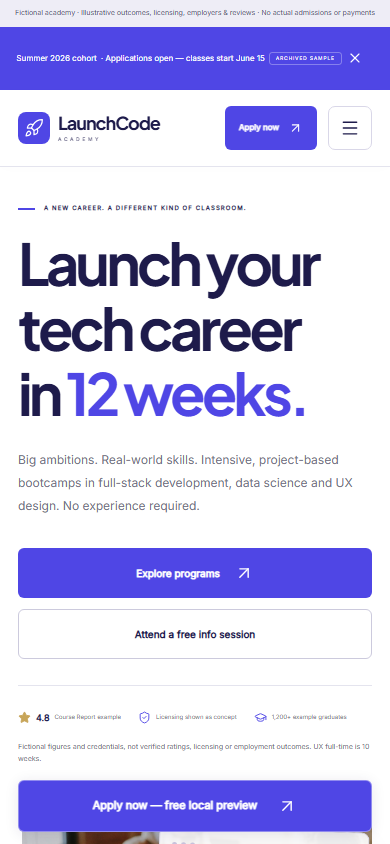 Fictional academy · Illustrative outcomes, licensing, employers & reviews · No actual admissions or payments
Summer 2026 cohort · Applications open — classes start June 15 ARCHIVED SAMPLE
LaunchCode
ACADEMY
Apply now
A NEW CAREER. A DIFFERENT KIND OF CLASSROOM.
Launch your
tech career
in 12 weeks.
Big ambitions. Real-world skills. Intensive, project-based
bootcamps in full-stack development, data science and UX
design. No experience required.
Explore programs
Attend a free info session
4.8 Course Report example Licensing shown as concept 1,200+ example graduates
Fictional figures and credentials, not verified ratings, licensing or employment outcomes. UX full-time is 10
weeks.
Apply now — free local preview